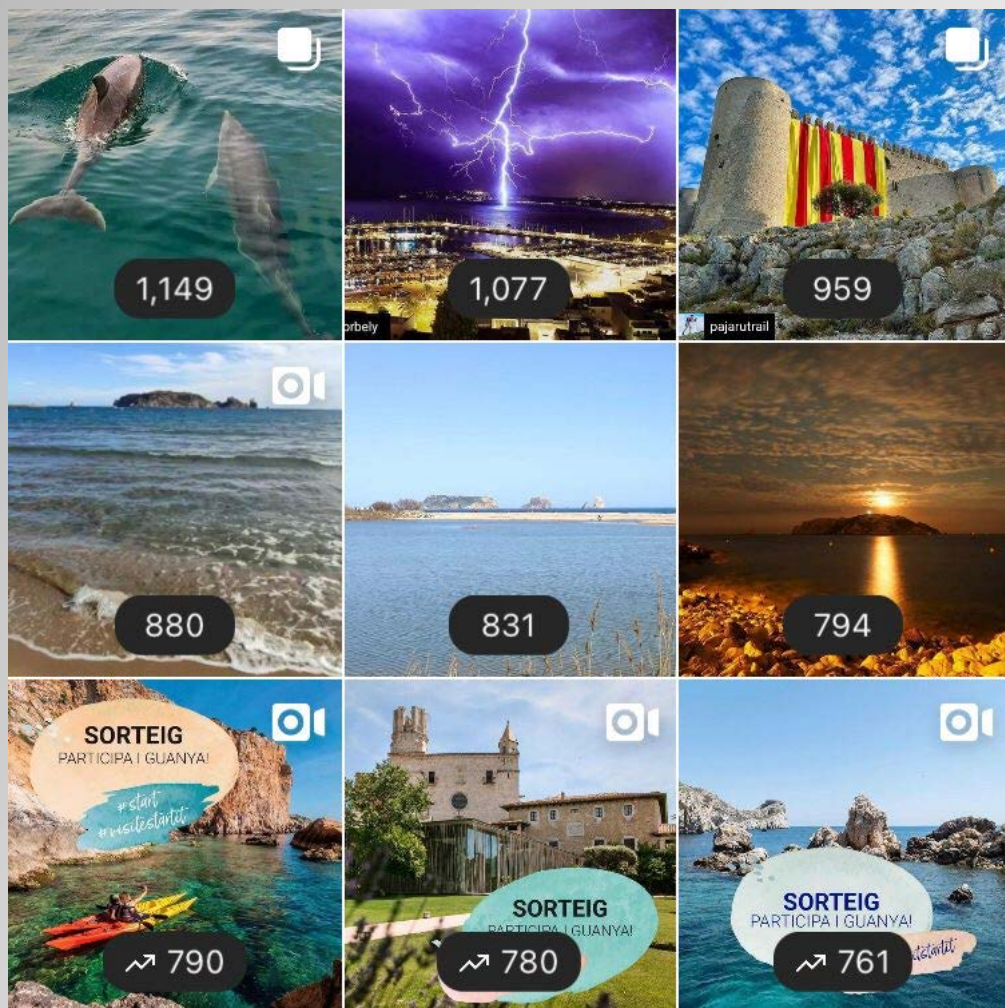 1,149
1,077
orbely
959
pajarutrail
880
831
794
SORTEIG
PARTICIPA I GUANYA!
#start
#visitestartit
790
SORTEIG
PARTICIPA I GUANYA!
780
SORTEIG
PARTICIPA I GUANYA!
761